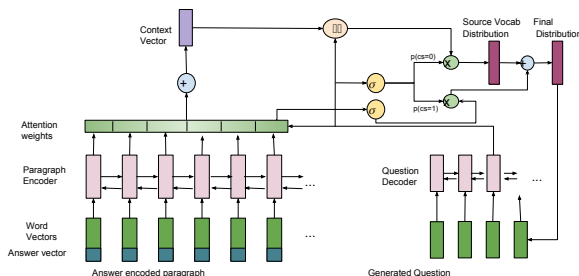 Context
Vector
Source Vocab
Distribution
Final
Distribution
p(cs=0)
σ
+
x
+
σ
p(cs=1)
x
Attention
weights
Paragraph
Encoder
...
Question
Decoder
...
Word
Vectors
...
Answer vector
Answer encoded paragraph
Generated Question